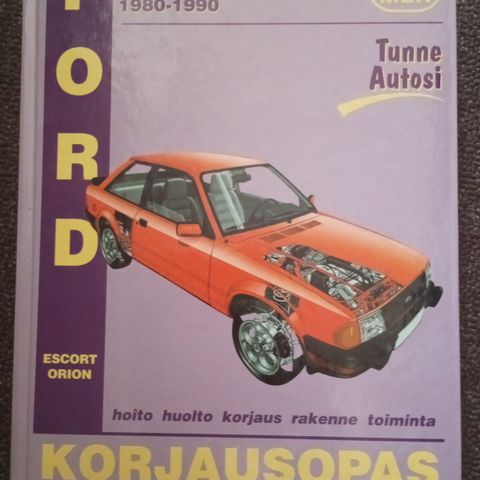 1980-1990
FORD
Tunne
Autosi
ESCORT
ORION
hoito huolto korjaus rakenne toiminta
KORJAUSOPAS